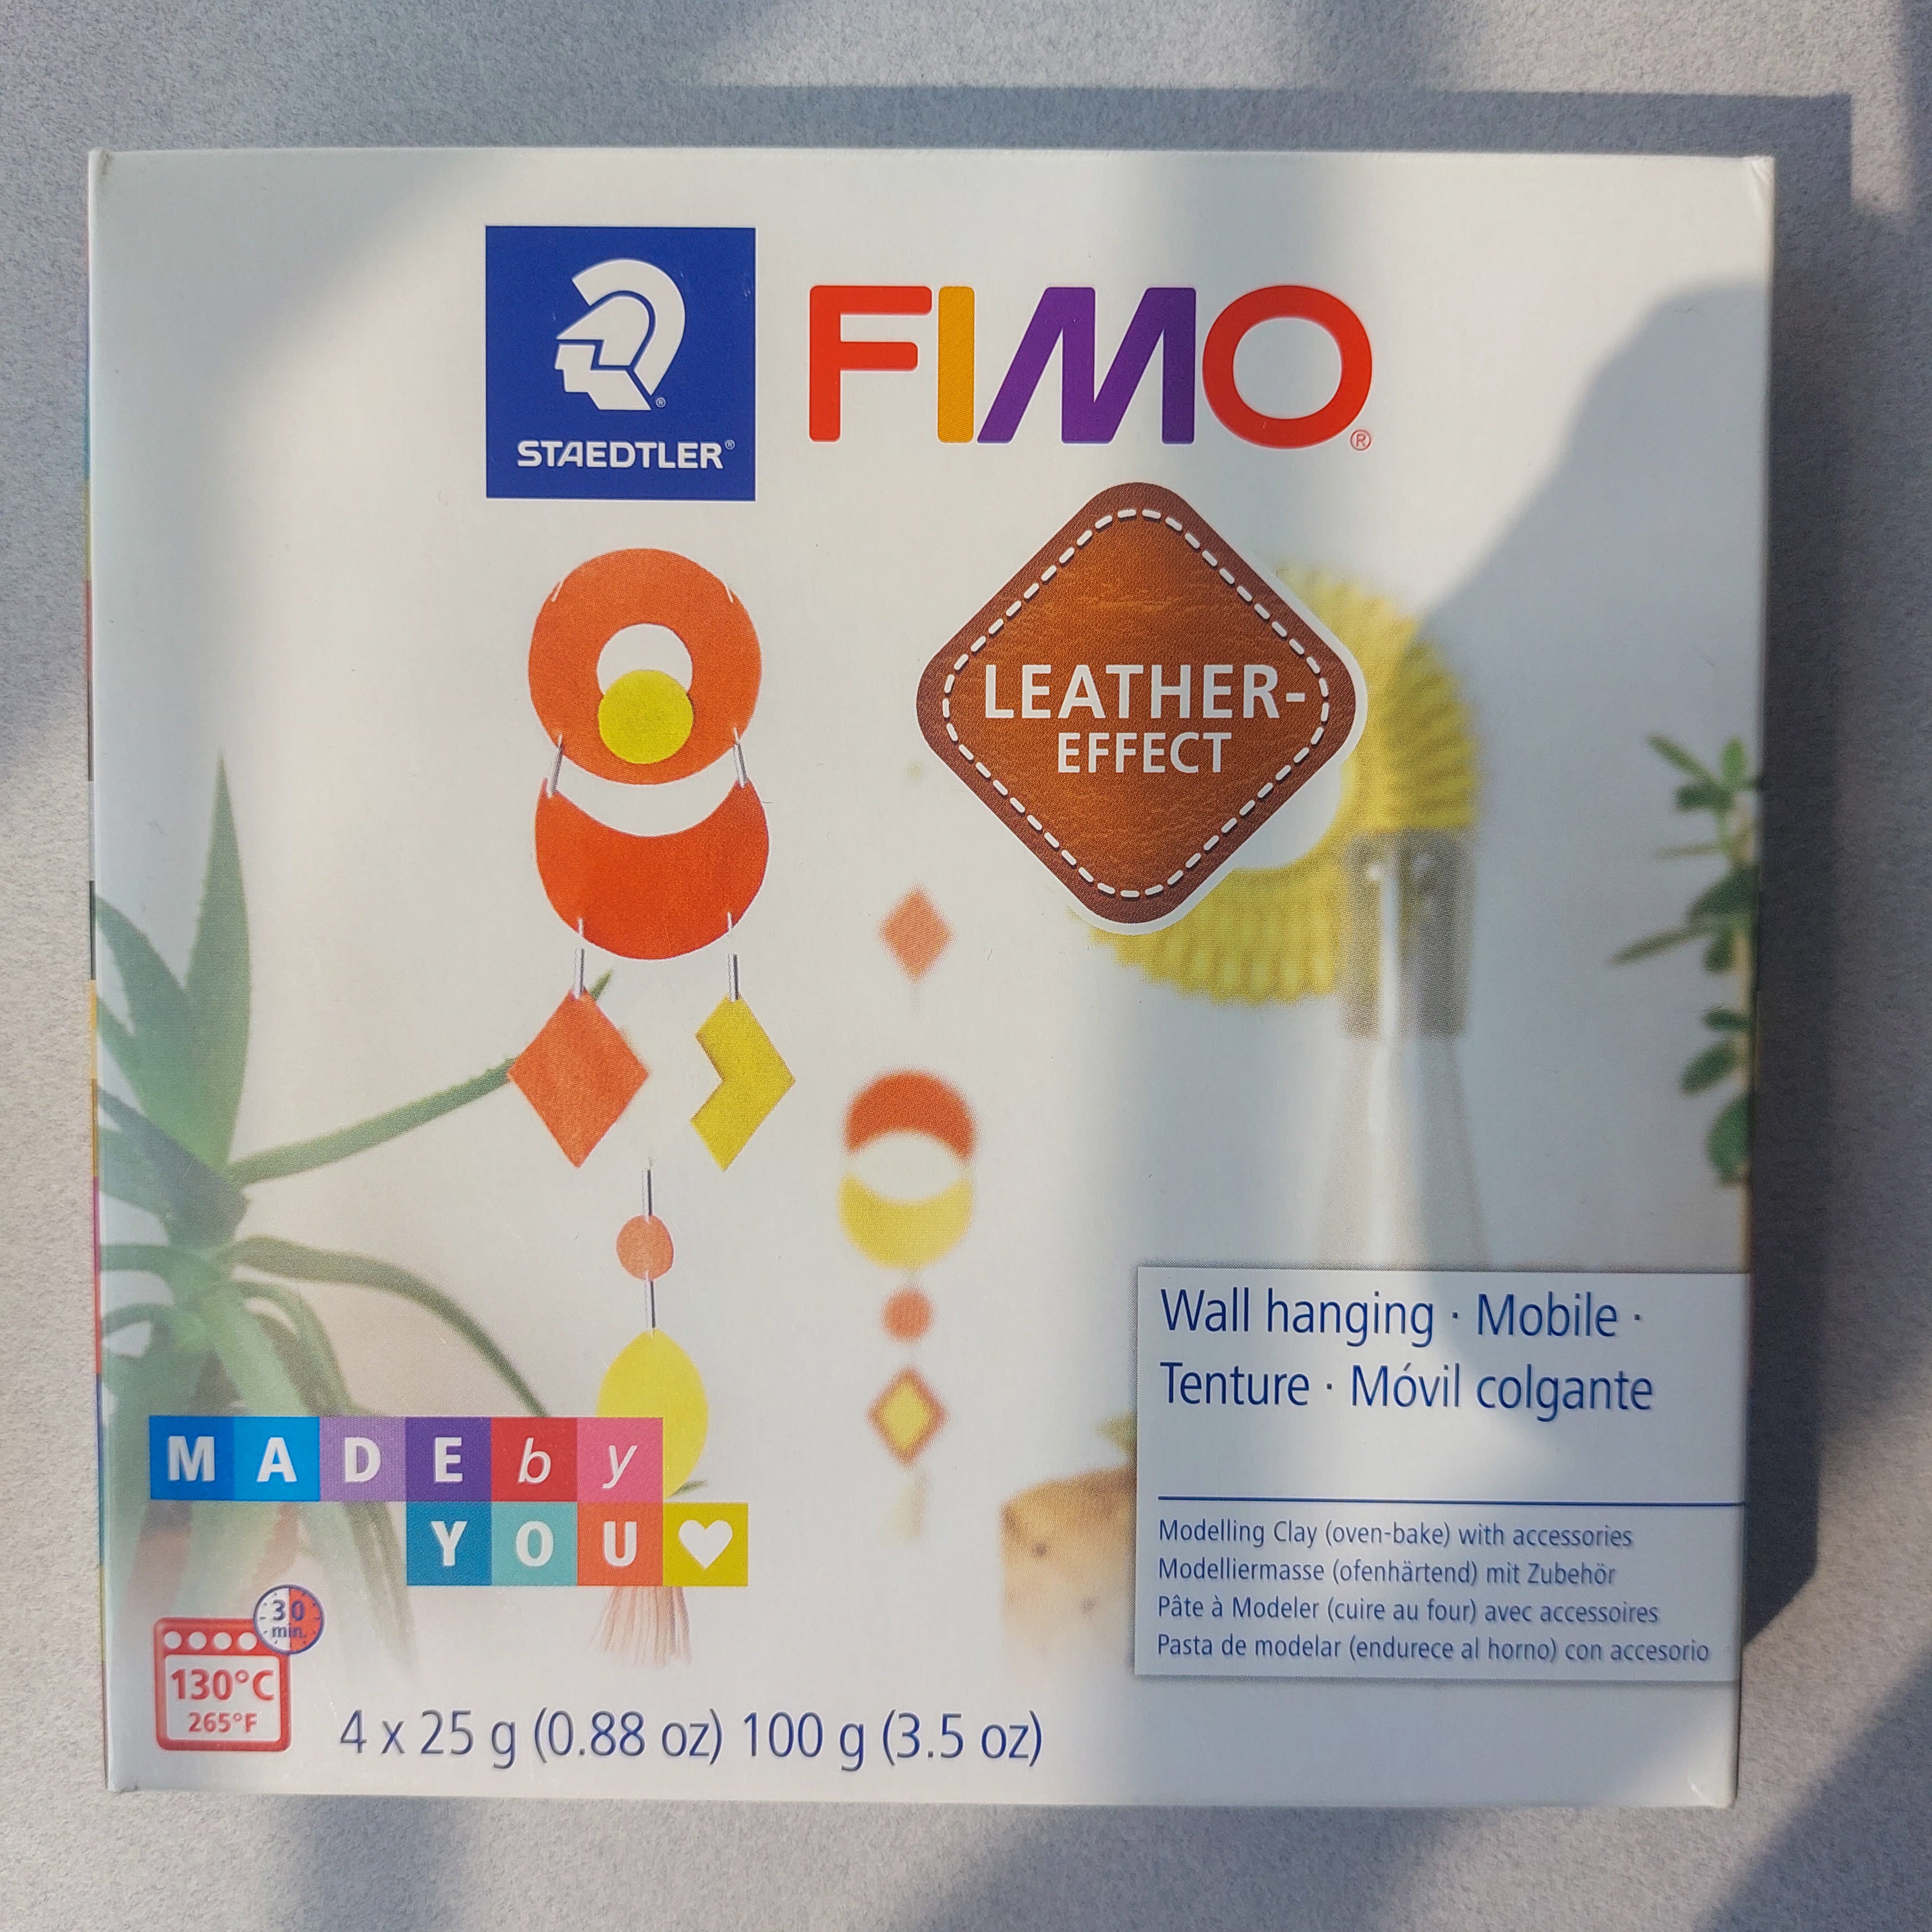 STAEDTLER®
FIMO®
LEATHER-
EFFECT
Wall hanging · Mobile ·
Tenture · Móvil colgante
Modelling Clay (oven-bake) with accessories
Modelliermasse (ofenhärtend) mit Zubehör
Pâte à Modeler (cuire au four) avec accessoires
Pasta de modelar (endurece al horno) con accesorio
MADE by
YOU
30
min.
130°C
265°F
4 x 25 g (0.88 oz) 100 g (3.5 oz)